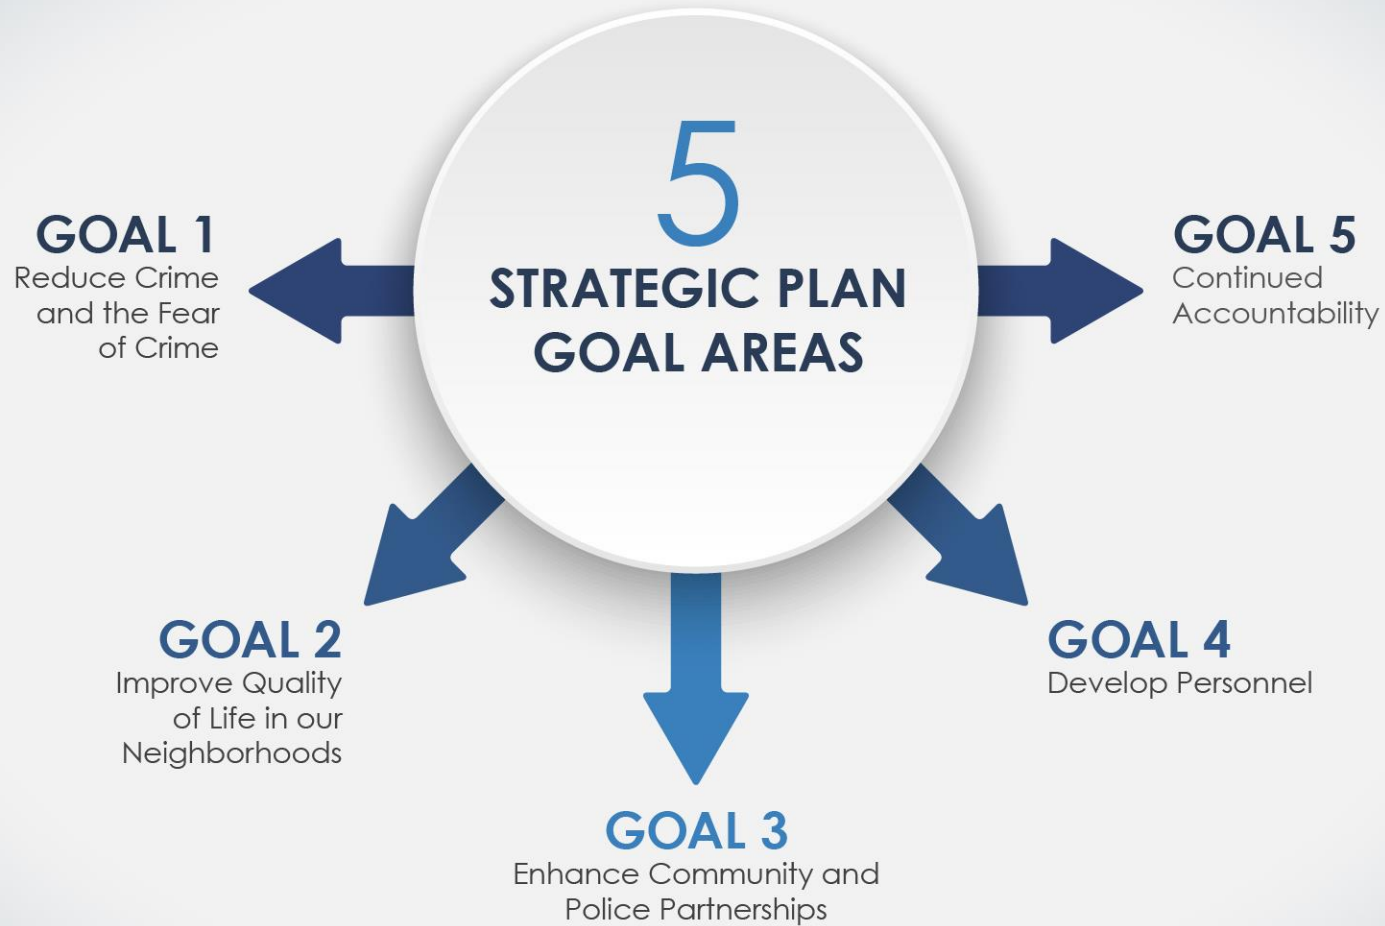 5
STRATEGIC PLAN
GOAL AREAS
GOAL 1
Reduce Crime
and the Fear
of Crime
GOAL 2
Improve Quality
of Life in our
Neighborhoods
GOAL 3
Enhance Community and
Police Partnerships
GOAL 4
Develop Personnel
GOAL 5
Continued
Accountability